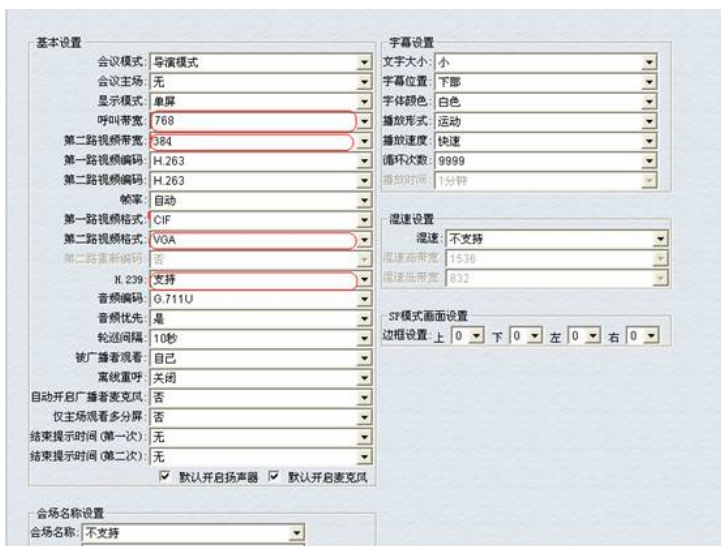 基本设置
会议模式: 导演模式
会议主场: 无
显示模式: 单屏
呼叫带宽: 768
第二路视频带宽: 384
第一路视频编码: H.263
第二路视频编码: H.263
帧率: 自动
第一路视频格式: CIF
第二路视频格式: VGA
第二路重新编码: 否
H.239: 支持
音频编码: G.711U
音频优先: 是
轮巡间隔: 10秒
被广播者观看: 自己
离线重呼: 关闭
自动开启广播者麦克风: 否
仅主场观看多分屏: 否
结束提示时间(第一次): 无
结束提示时间(第二次): 无
默认开启扬声器 默认开启麦克风
字幕设置
文字大小: 小
字幕位置: 下部
字体颜色: 白色
播放形式: 运动
播放速度: 快速
循环次数: 9999
播放时间: 1分钟
混速设置
混速: 不支持
混速高带宽: 1536
混速低带宽: 832
SP模式画面设置
边框设置: 上 0 下 0 左 0 右 0
会场名称设置
会场名称: 不支持